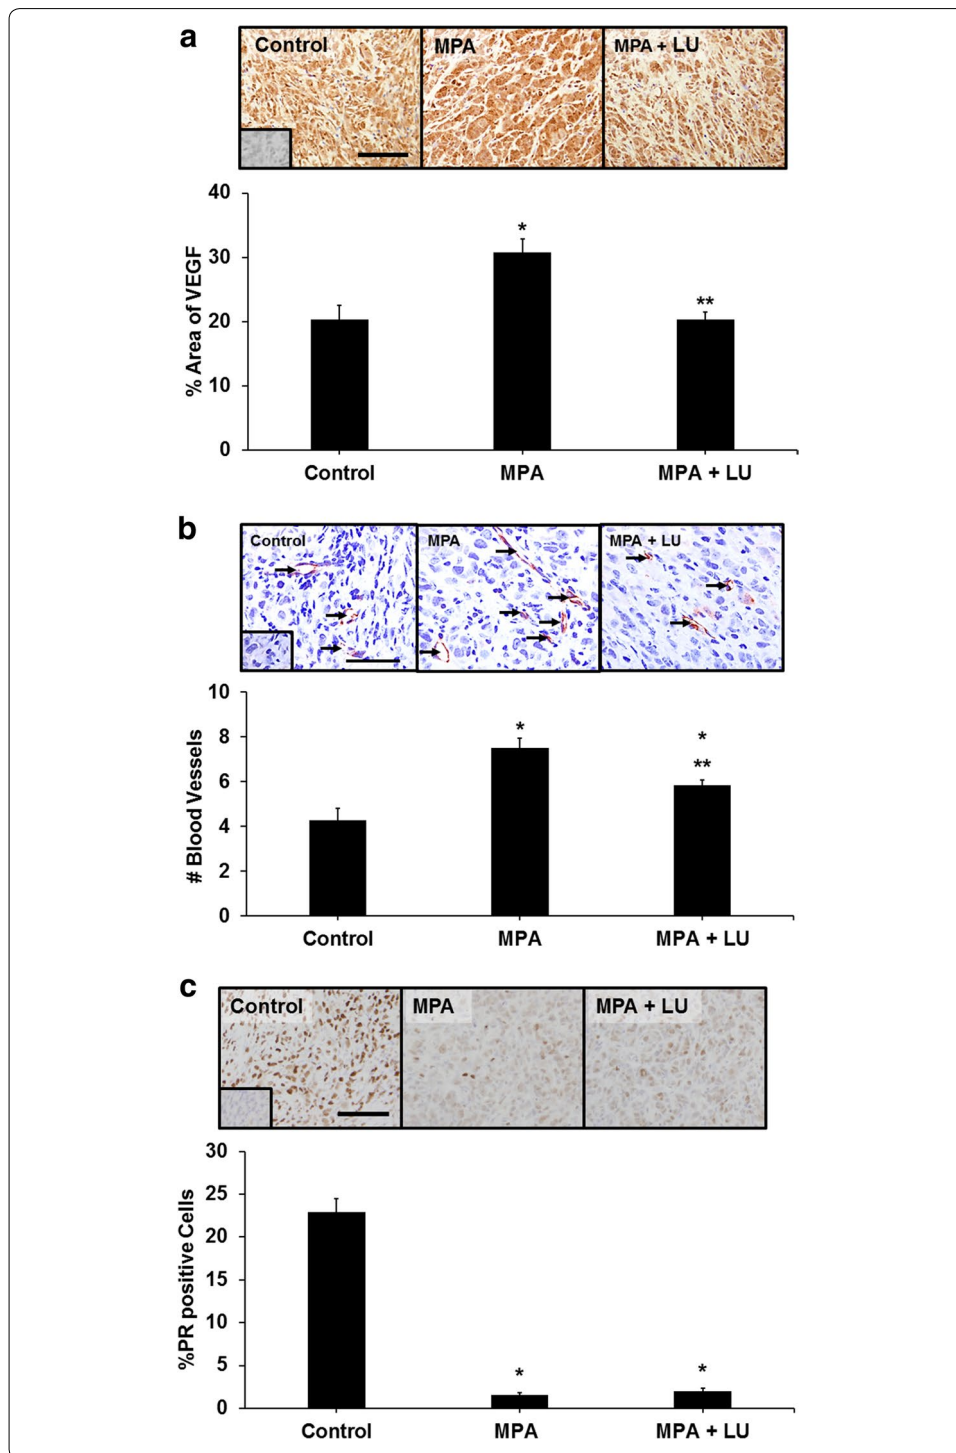 a
Control MPA MPA + LU
40
30
20
10
0
% Area of VEGF
*
**
Control MPA MPA + LU
b
Control MPA MPA + LU
10
8
6
4
2
0
# Blood Vessels
*
*
**
Control MPA MPA + LU
c
Control MPA MPA + LU
30
25
20
15
10
5
0
%PR positive Cells
*
*
Control MPA MPA + LU